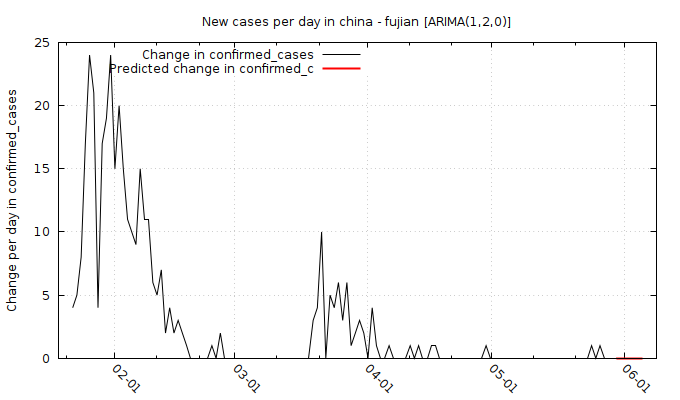 New cases per day in china - fujian [ARIMA(1,2,0)]
Change in confirmed_cases
Predicted change in confirmed_c
Change per day in confirmed_cases
25
20
15
10
5
0
02-01
03-01
04-01
05-01
06-01